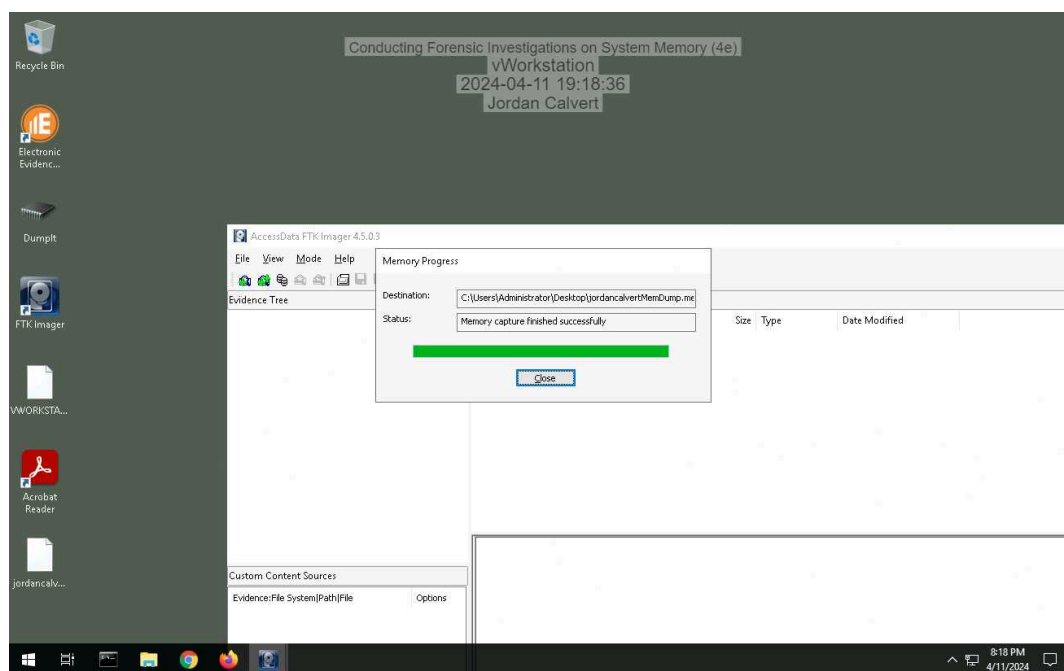 Recycle Bin
Conducting Forensic Investigations on System Memory (4e)
vWorkstation
2024-04-11 19:18:36
Jordan Calvert
Electronic
Evidenc...
DumpIt
FTK Imager
VWORKSTA...
Acrobat
Reader
jordancalv...
AccessData FTK Imager 4.5.0.3
File View Mode Help
Evidence Tree
Memory Progress
Destination: C:\Users\Administrator\Desktop\jordancalvertMemDump.me
Status: Memory capture finished successfully
Close
Size Type Date Modified
Custom Content Sources
Evidence:File System|Path|File Options
8:18 PM
4/11/2024